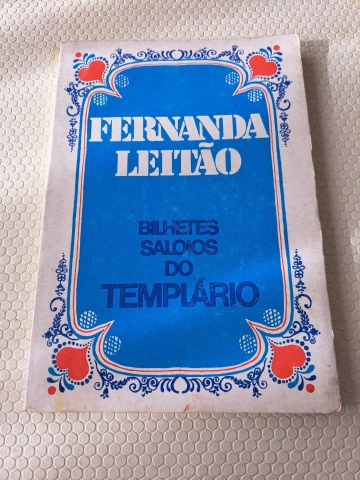 FERNANDA
LEITÃO
BILHETES
SALOIOS
DO
TEMPLÁRIO